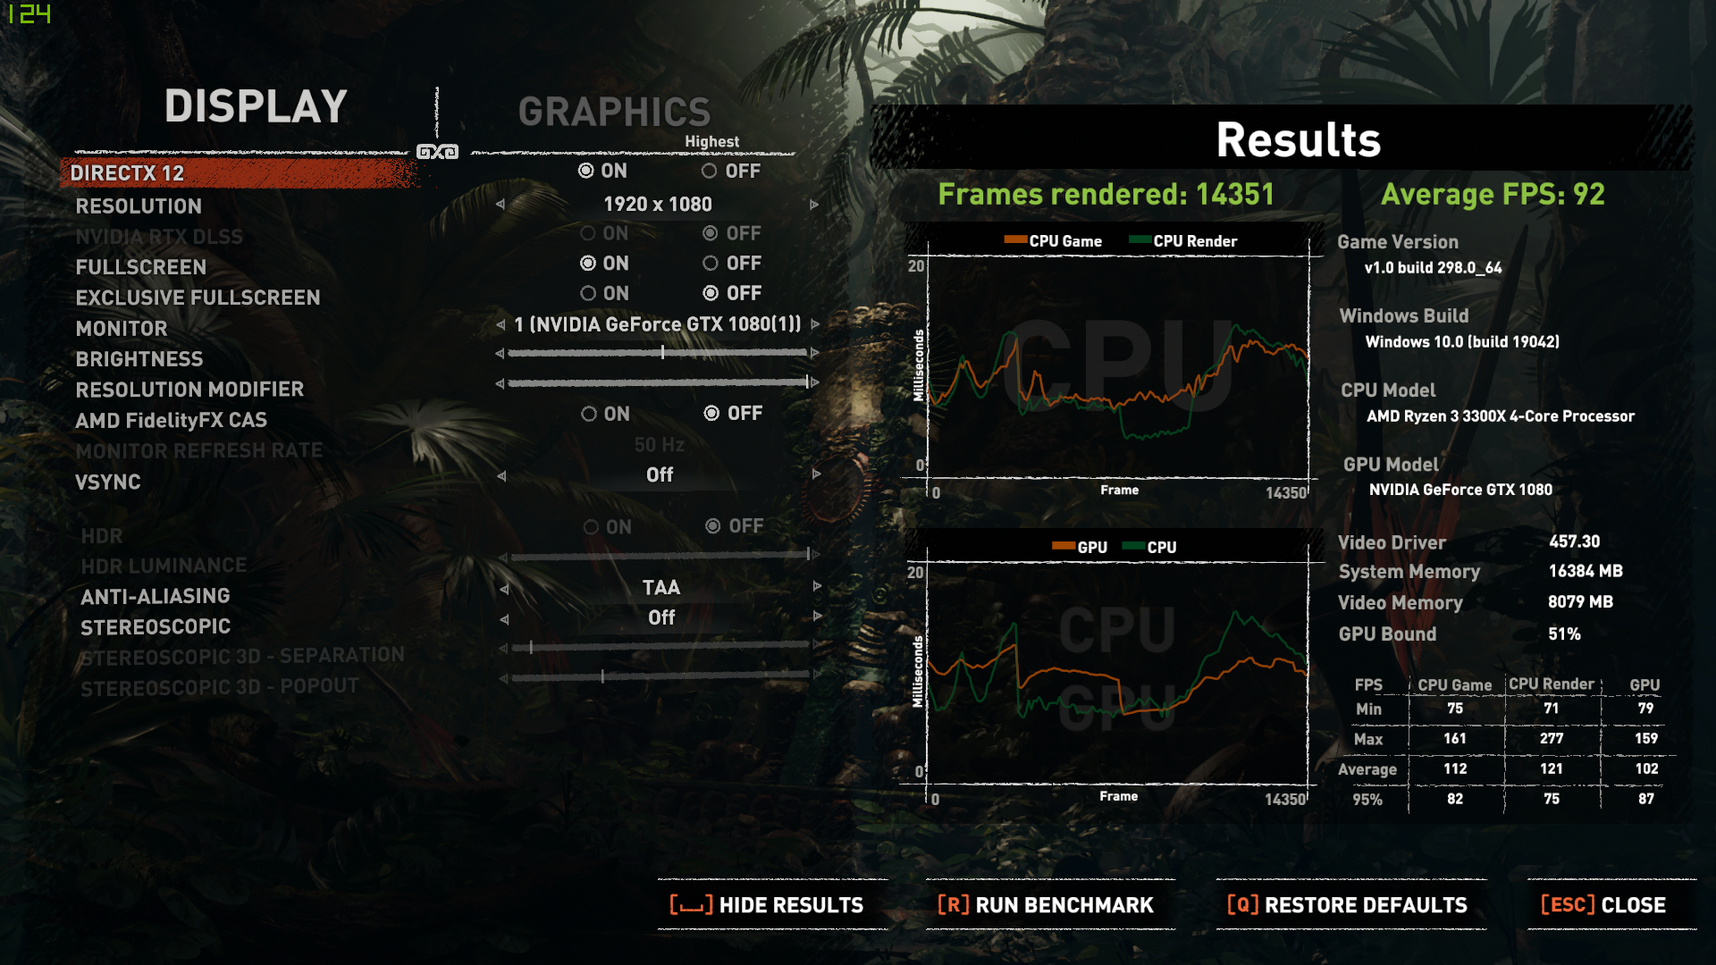 124
DISPLAY
GRAPHICS
Highest
DIRECTX 12 ON OFF
RESOLUTION 1920 x 1080
NVIDIA RTX DLSS ON OFF
FULLSCREEN ON OFF
EXCLUSIVE FULLSCREEN ON OFF
MONITOR 1 (NVIDIA GeForce GTX 1080(1))
BRIGHTNESS
RESOLUTION MODIFIER
AMD FidelityFX CAS ON OFF
MONITOR REFRESH RATE 50 Hz
VSYNC Off
HDR ON OFF
HDR LUMINANCE
ANTI-ALIASING TAA
STEREOSCOPIC Off
STEREOSCOPIC 3D - SEPARATION
STEREOSCOPIC 3D - POPOUT
Results
Frames rendered: 14351 Average FPS: 92
CPU Game CPU Render
20
CPU
Milliseconds
0
0 Frame 14350
GPU CPU
20
CPU
Milliseconds
GPU
0
0 Frame 14350
Game Version
v1.0 build 298.0_64
Windows Build
Windows 10.0 (build 19042)
CPU Model
AMD Ryzen 3 3300X 4-Core Processor
GPU Model
NVIDIA GeForce GTX 1080
Video Driver 457.30
System Memory 16384 MB
Video Memory 8079 MB
GPU Bound 51%
FPS CPU Game CPU Render GPU
Min 75 71 79
Max 161 277 159
Average 112 121 102
95% 82 75 87
[⎵] HIDE RESULTS [R] RUN BENCHMARK [Q] RESTORE DEFAULTS [ESC] CLOSE